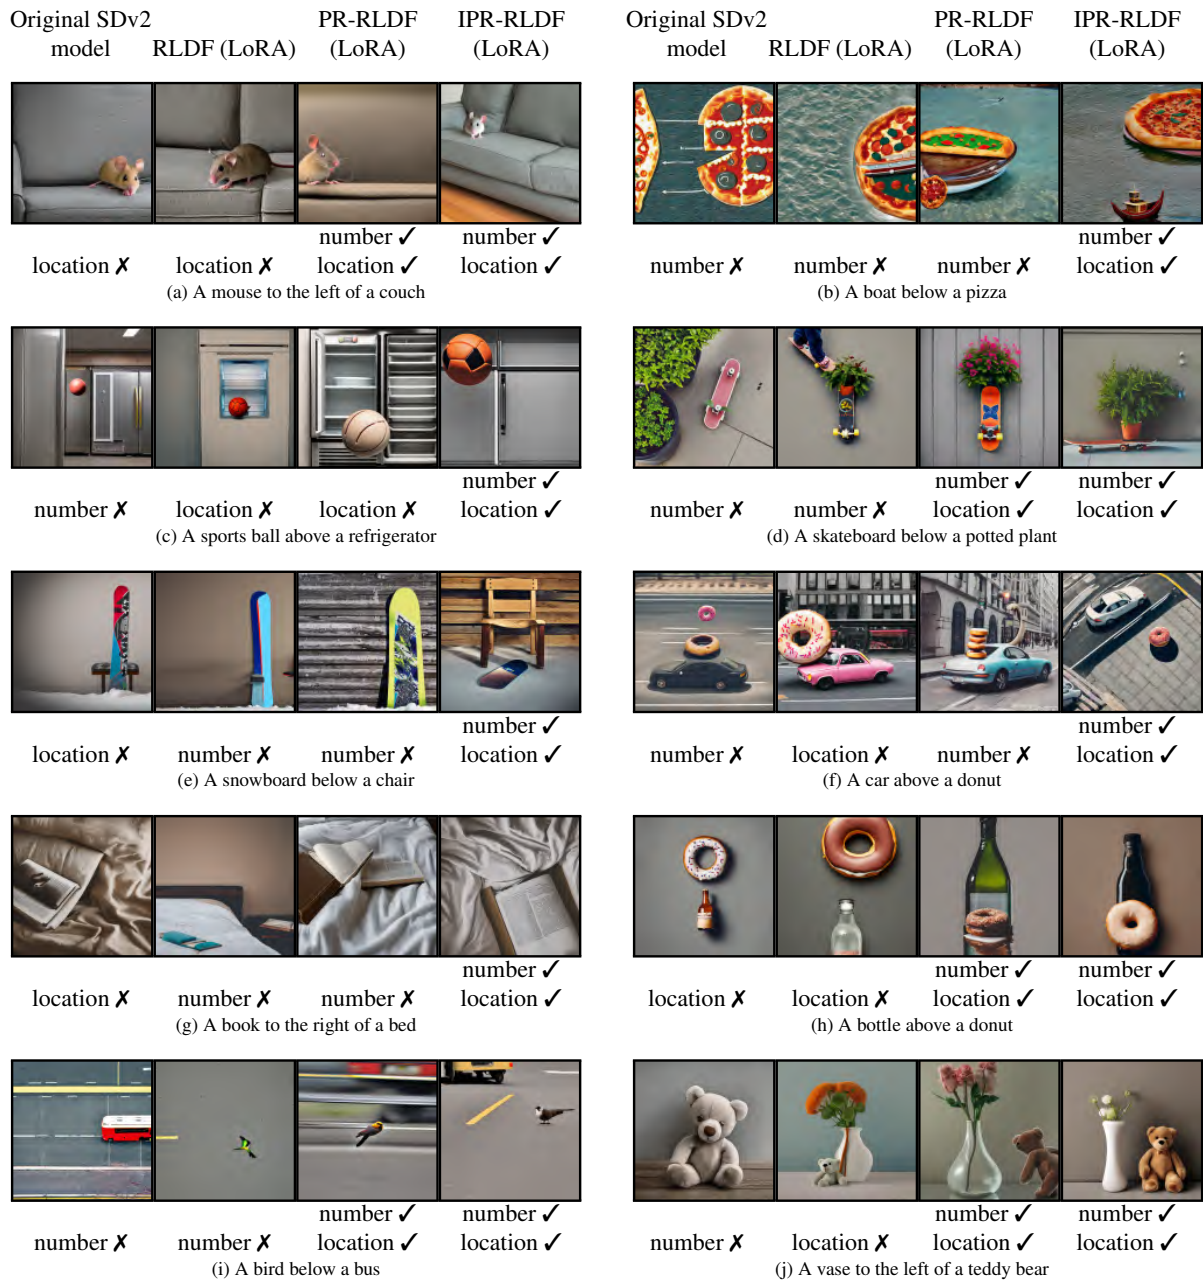 Original SDv2 model RLDF (LoRA) PR-RLDF (LoRA) IPR-RLDF (LoRA)
Original SDv2 model RLDF (LoRA) PR-RLDF (LoRA) IPR-RLDF (LoRA)
number ✓ number ✓
location ✗ location ✗ location ✓ location ✓
(a) A mouse to the left of a couch
number ✓
number ✗ number ✗ number ✗ location ✓
(b) A boat below a pizza
number ✓
number ✗ location ✗ location ✗ location ✓
(c) A sports ball above a refrigerator
number ✓ number ✓
number ✗ number ✗ location ✓ location ✓
(d) A skateboard below a potted plant
number ✓
location ✗ number ✗ number ✗ location ✓
(e) A snowboard below a chair
number ✓
number ✗ location ✗ number ✗ location ✓
(f) A car above a donut
number ✓
location ✗ number ✗ number ✗ location ✓
(g) A book to the right of a bed
number ✓ number ✓
location ✗ location ✗ location ✓ location ✓
(h) A bottle above a donut
number ✓ number ✓
number ✗ number ✗ location ✓ location ✓
(i) A bird below a bus
number ✓ number ✓
number ✗ location ✗ location ✓ location ✓
(j) A vase to the left of a teddy bear